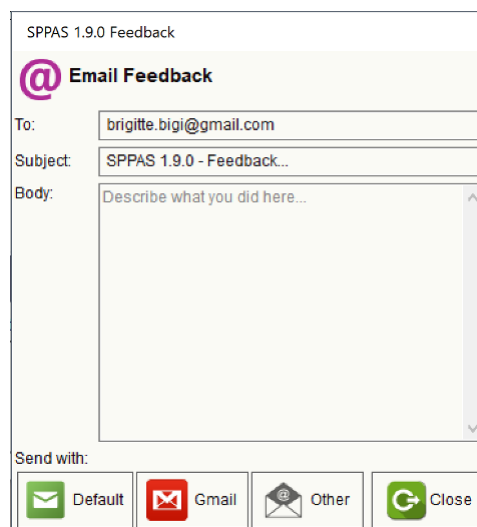 SPPAS 1.9.0 Feedback
@ Email Feedback
To: brigitte.bigi@gmail.com
Subject: SPPAS 1.9.0 - Feedback...
Body: Describe what you did here...
Send with:
Default Gmail @ Other Close